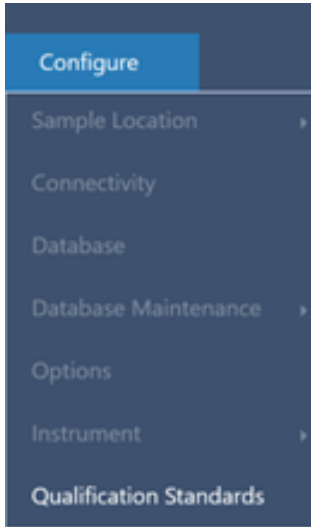 Configure
Sample Location
Connectivity
Database
Database Maintenance
Options
Instrument
Qualification Standards